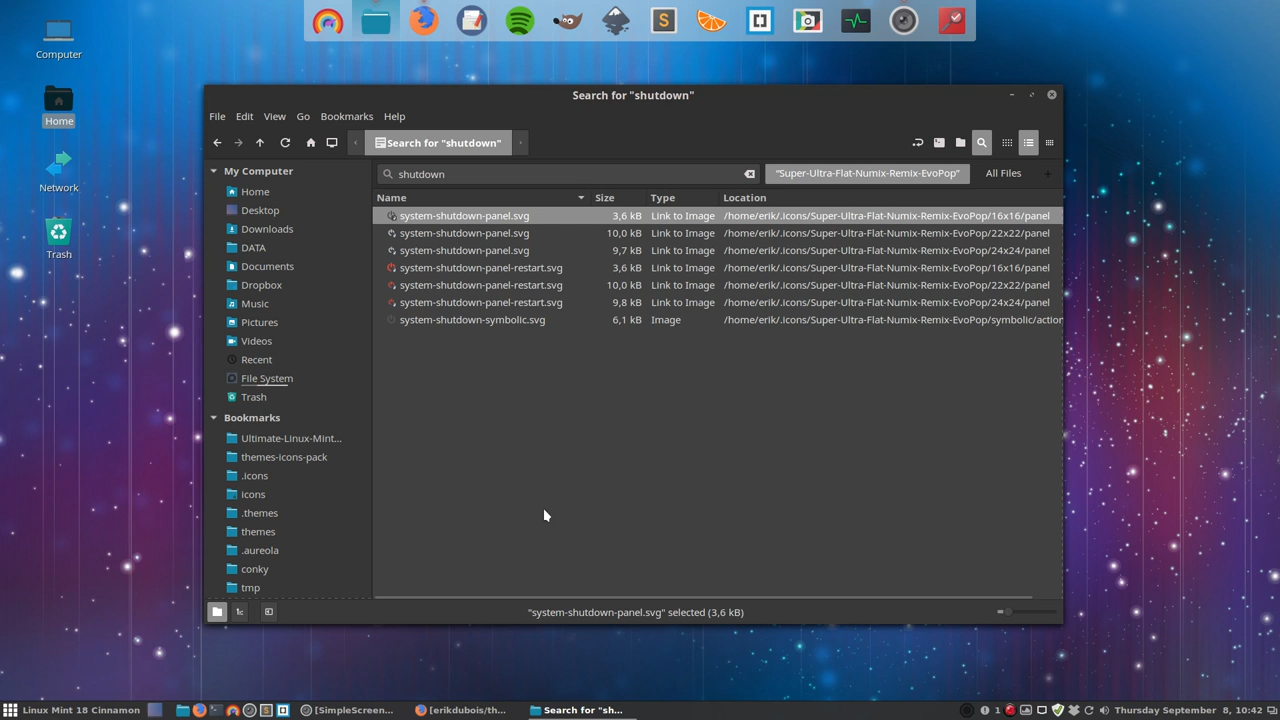 Computer
Home
Network
Trash
Search for "shutdown"
File Edit View Go Bookmarks Help
Search for "shutdown"
My Computer
Home
Desktop
Downloads
DATA
Documents
Dropbox
Music
Pictures
Videos
Recent
File System
Trash
Bookmarks
Ultimate-Linux-Mint...
themes-icons-pack
.icons
icons
.themes
themes
.aureola
conky
tmp
shutdown "Super-Ultra-Flat-Numix-Remix-EvoPop" All Files
Name Size Type Location
system-shutdown-panel.svg 3,6 kB Link to Image /home/erik/.icons/Super-Ultra-Flat-Numix-Remix-EvoPop/16x16/panel
system-shutdown-panel.svg 10,0 kB Link to Image /home/erik/.icons/Super-Ultra-Flat-Numix-Remix-EvoPop/22x22/panel
system-shutdown-panel.svg 9,7 kB Link to Image /home/erik/.icons/Super-Ultra-Flat-Numix-Remix-EvoPop/24x24/panel
system-shutdown-panel-restart.svg 3,6 kB Link to Image /home/erik/.icons/Super-Ultra-Flat-Numix-Remix-EvoPop/16x16/panel
system-shutdown-panel-restart.svg 10,0 kB Link to Image /home/erik/.icons/Super-Ultra-Flat-Numix-Remix-EvoPop/22x22/panel
system-shutdown-panel-restart.svg 9,8 kB Link to Image /home/erik/.icons/Super-Ultra-Flat-Numix-Remix-EvoPop/24x24/panel
system-shutdown-symbolic.svg 6,1 kB Image /home/erik/.icons/Super-Ultra-Flat-Numix-Remix-EvoPop/symbolic/action
"system-shutdown-panel.svg" selected (3,6 kB)
Linux Mint 18 Cinnamon [SimpleScreen... [erikdubois/th... Search for "sh... 1 Thursday September 8, 10:42